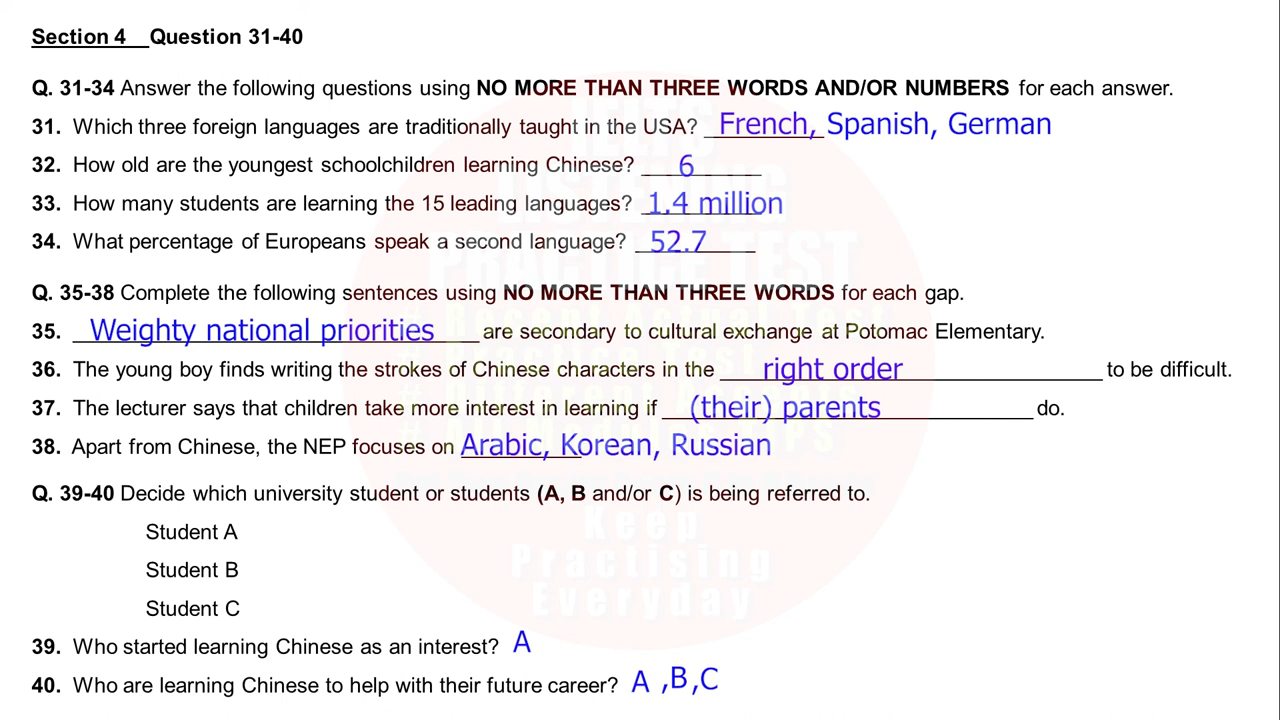 Section 4 Question 31-40
Q. 31-34 Answer the following questions using NO MORE THAN THREE WORDS AND/OR NUMBERS for each answer.
31. Which three foreign languages are traditionally taught in the USA? French, Spanish, German
32. How old are the youngest schoolchildren learning Chinese? 6
33. How many students are learning the 15 leading languages? 1.4 million
34. What percentage of Europeans speak a second language? 52.7
Q. 35-38 Complete the following sentences using NO MORE THAN THREE WORDS for each gap.
35. Weighty national priorities are secondary to cultural exchange at Potomac Elementary.
36. The young boy finds writing the strokes of Chinese characters in the right order to be difficult.
37. The lecturer says that children take more interest in learning if (their) parents do.
38. Apart from Chinese, the NEP focuses on Arabic, Korean, Russian
Q. 39-40 Decide which university student or students (A, B and/or C) is being referred to.
Student A
Student B
Student C
39. Who started learning Chinese as an interest? A
40. Who are learning Chinese to help with their future career? A ,B,C
IELTS
LISTENING
PRACTICE TEST
Keep
Practising
Everyday